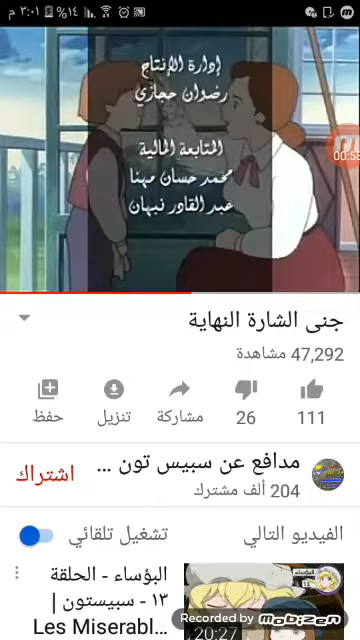 ٣:٠١ م
١٤%
إدارة الإنتاج
رضوان حجازي
المتابعة المالية
محمد حسان مهنا
عبد القادر نبهان
00:58
جنى الشارة النهاية
47,292 مشاهدة
111
26
مشاركة
تنزيل
حفظ
مدافع عن سبيس تون ...
204 ألف مشترك
اشتراك
الفيديو التالي
تشغيل تلقائي
البؤساء - الحلقة
١٣ - سبيستون |
Les Miserabl...
البؤساء
20:27
Recorded by mobizen